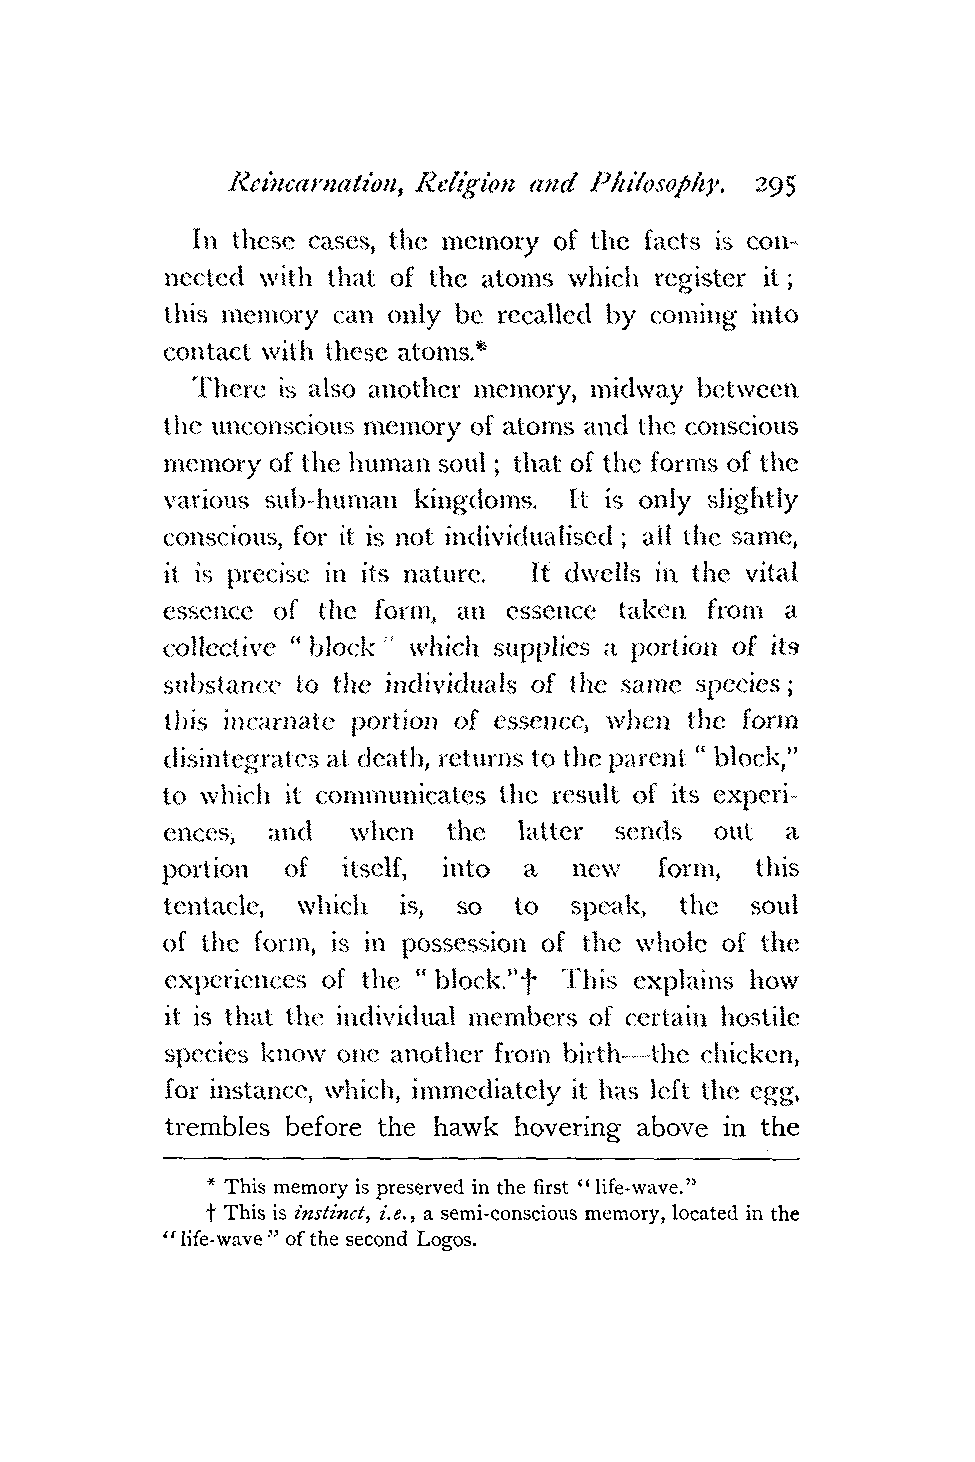 Reincarnation, Religion and Philosophy. 295
In these cases, the memory of the facts is con-
nected with that of the atoms which register it ;
this memory can only be recalled by coming into
contact with these atoms.*
There is also another memory, midway between
the unconscious memory of atoms and the conscious
memory of the human soul ; that of the forms of the
various sub-human kingdoms. It is only slightly
conscious, for it is not individualised ; all the same,
it is precise in its nature. It dwells in the vital
essence of the form, an essence taken from a
collective “ block ” which supplies a portion of its
substance to the individuals of the same species ;
this incarnate portion of essence, when the form
disintegrates at death, returns to the parent “ block,”
to which it communicates the result of its experi-
ences, and when the latter sends out a
portion of itself, into a new form, this
tentacle, which is, so to speak, the soul
of the form, is in possession of the whole of the
experiences of the “ block.”† This explains how
it is that the individual members of certain hostile
species know one another from birth—the chicken,
for instance, which, immediately it has left the egg,
trembles before the hawk hovering above in the
* This memory is preserved in the first “ life-wave.”
† This is instinct, i.e., a semi-conscious memory, located in the
“ life-wave ” of the second Logos.